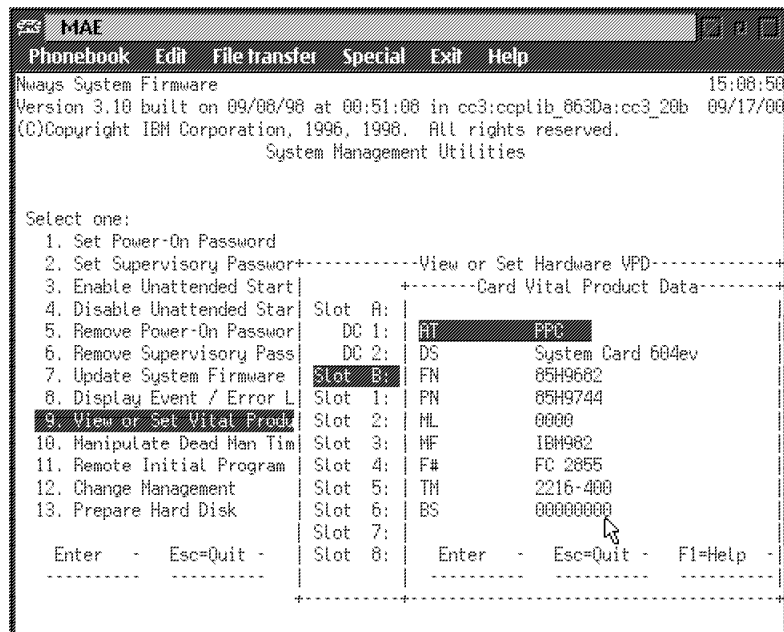 MAE
Phonebook Edit File transfer Special Exit Help
Nways System Firmware 15:08:50
Version 3.10 built on 09/08/98 at 00:51:08 in cc3:ccplib_863Da:cc3_20b 09/17/00
(C)Copyright IBM Corporation, 1996, 1998. All rights reserved.
System Management Utilities
Select one:
1. Set Power-On Password
2. Set Supervisory Passwor+------------View or Set Hardware VPD-------------+
3. Enable Unattended Start| +-------Card Vital Product Data--------+
4. Disable Unattended Star| Slot A: |
5. Remove Power-On Passwor| DC 1: | AT PPC
6. Remove Supervisory Pass| DC 2: | DS System Card 604ev
7. Update System Firmware | Slot B: | FN 85H9682
8. Display Event / Error L| Slot 1: | PN 85H9744
9. View or Set Vital Produ| Slot 2: | ML 0000
10. Manipulate Dead Man Tim| Slot 3: | MF IBM982
11. Remote Initial Program | Slot 4: | F# FC 2855
12. Change Management | Slot 5: | TM 2216-400
13. Prepare Hard Disk | Slot 6: | BS 00000000
| Slot 7: |
Enter - Esc=Quit - | Slot 8: | Enter - Esc=Quit - F1=Help -